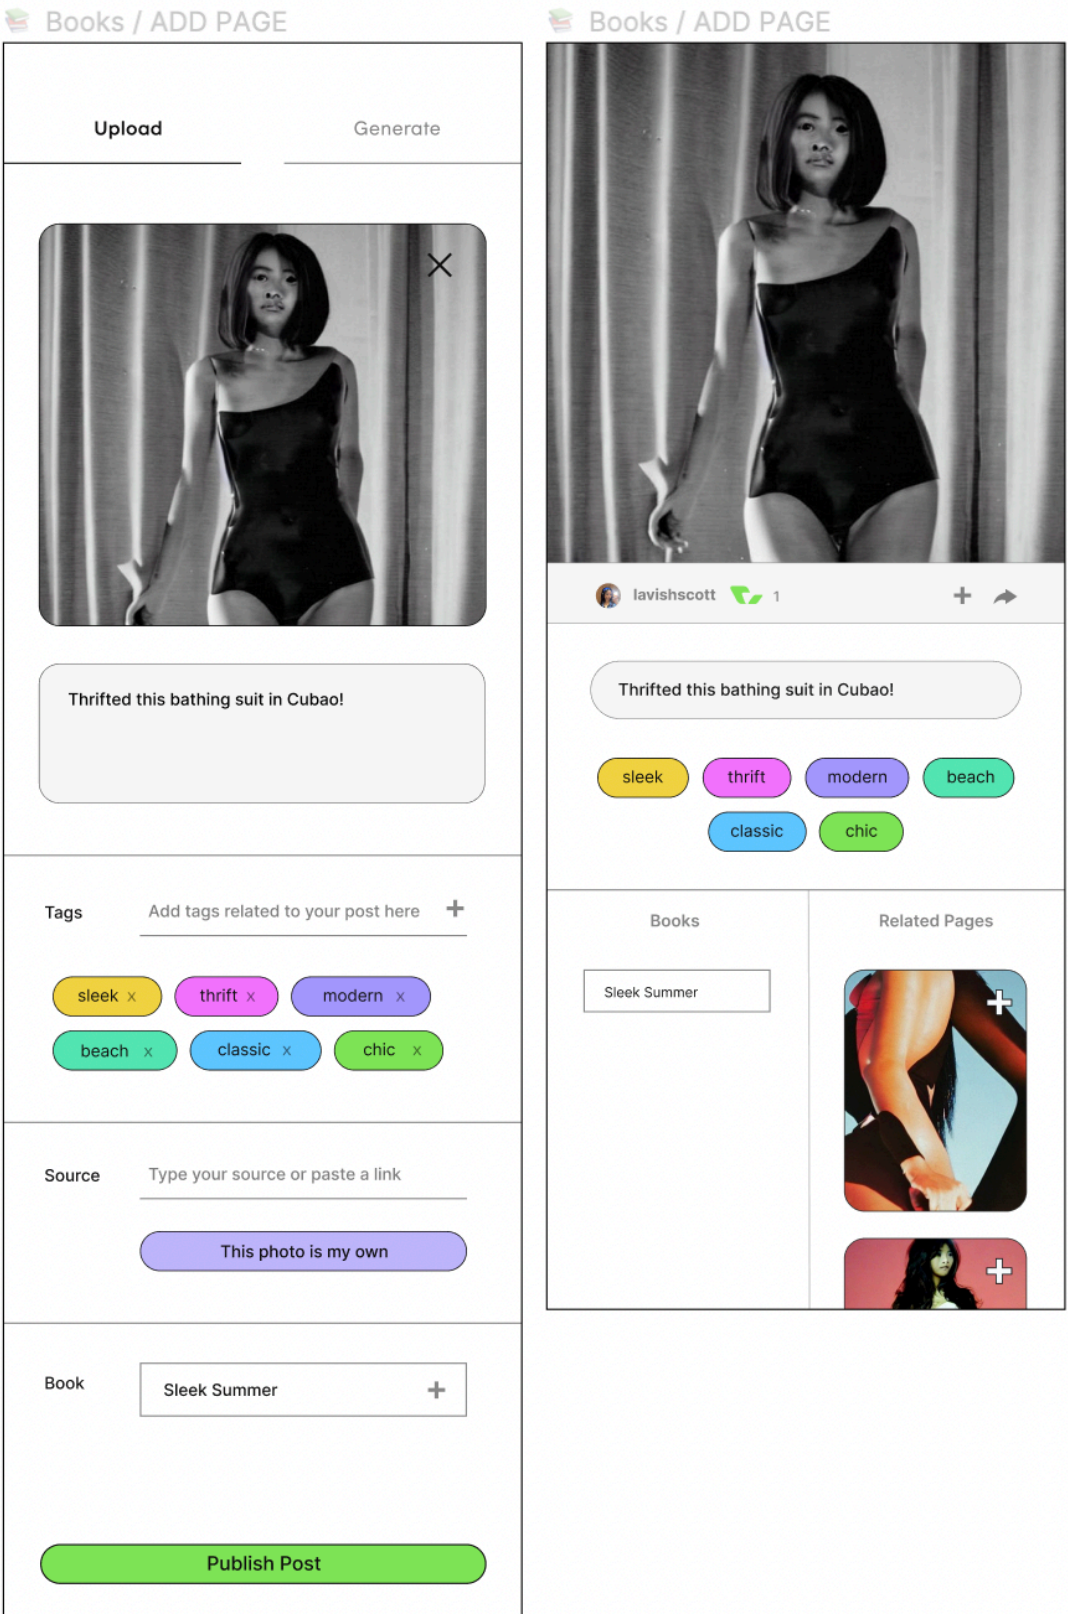 Books / ADD PAGE
Upload
Generate
Thrifted this bathing suit in Cubao!
Tags
Add tags related to your post here +
sleek x
thrift x
modern x
beach x
classic x
chic x
Source
Type your source or paste a link
This photo is my own
Book
Sleek Summer +
Publish Post
Books / ADD PAGE
lavishscott
1
+
Thrifted this bathing suit in Cubao!
sleek
thrift
modern
beach
classic
chic
Books
Related Pages
Sleek Summer